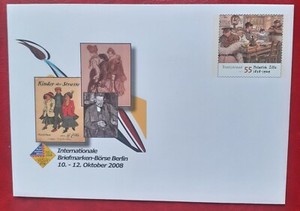 Deutschland 55
Heinrich Zille
1858-1929
Kinder der Strasse
Internationale
Briefmarken-Börse Berlin
10. – 12. Oktober 2008